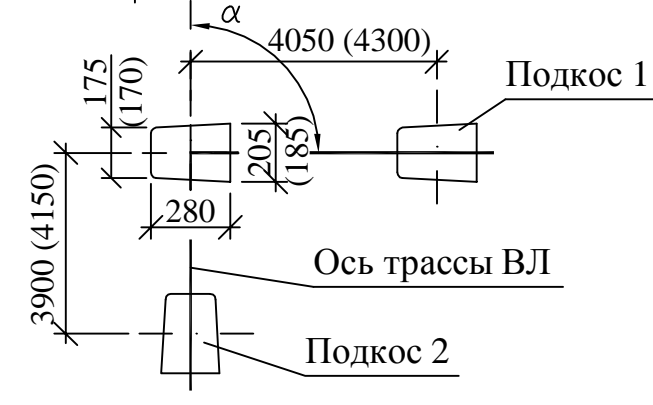 α
4050 (4300)
Подкос 1
175
(170)
205
(185)
280
3900 (4150)
Ось трассы ВЛ
Подкос 2